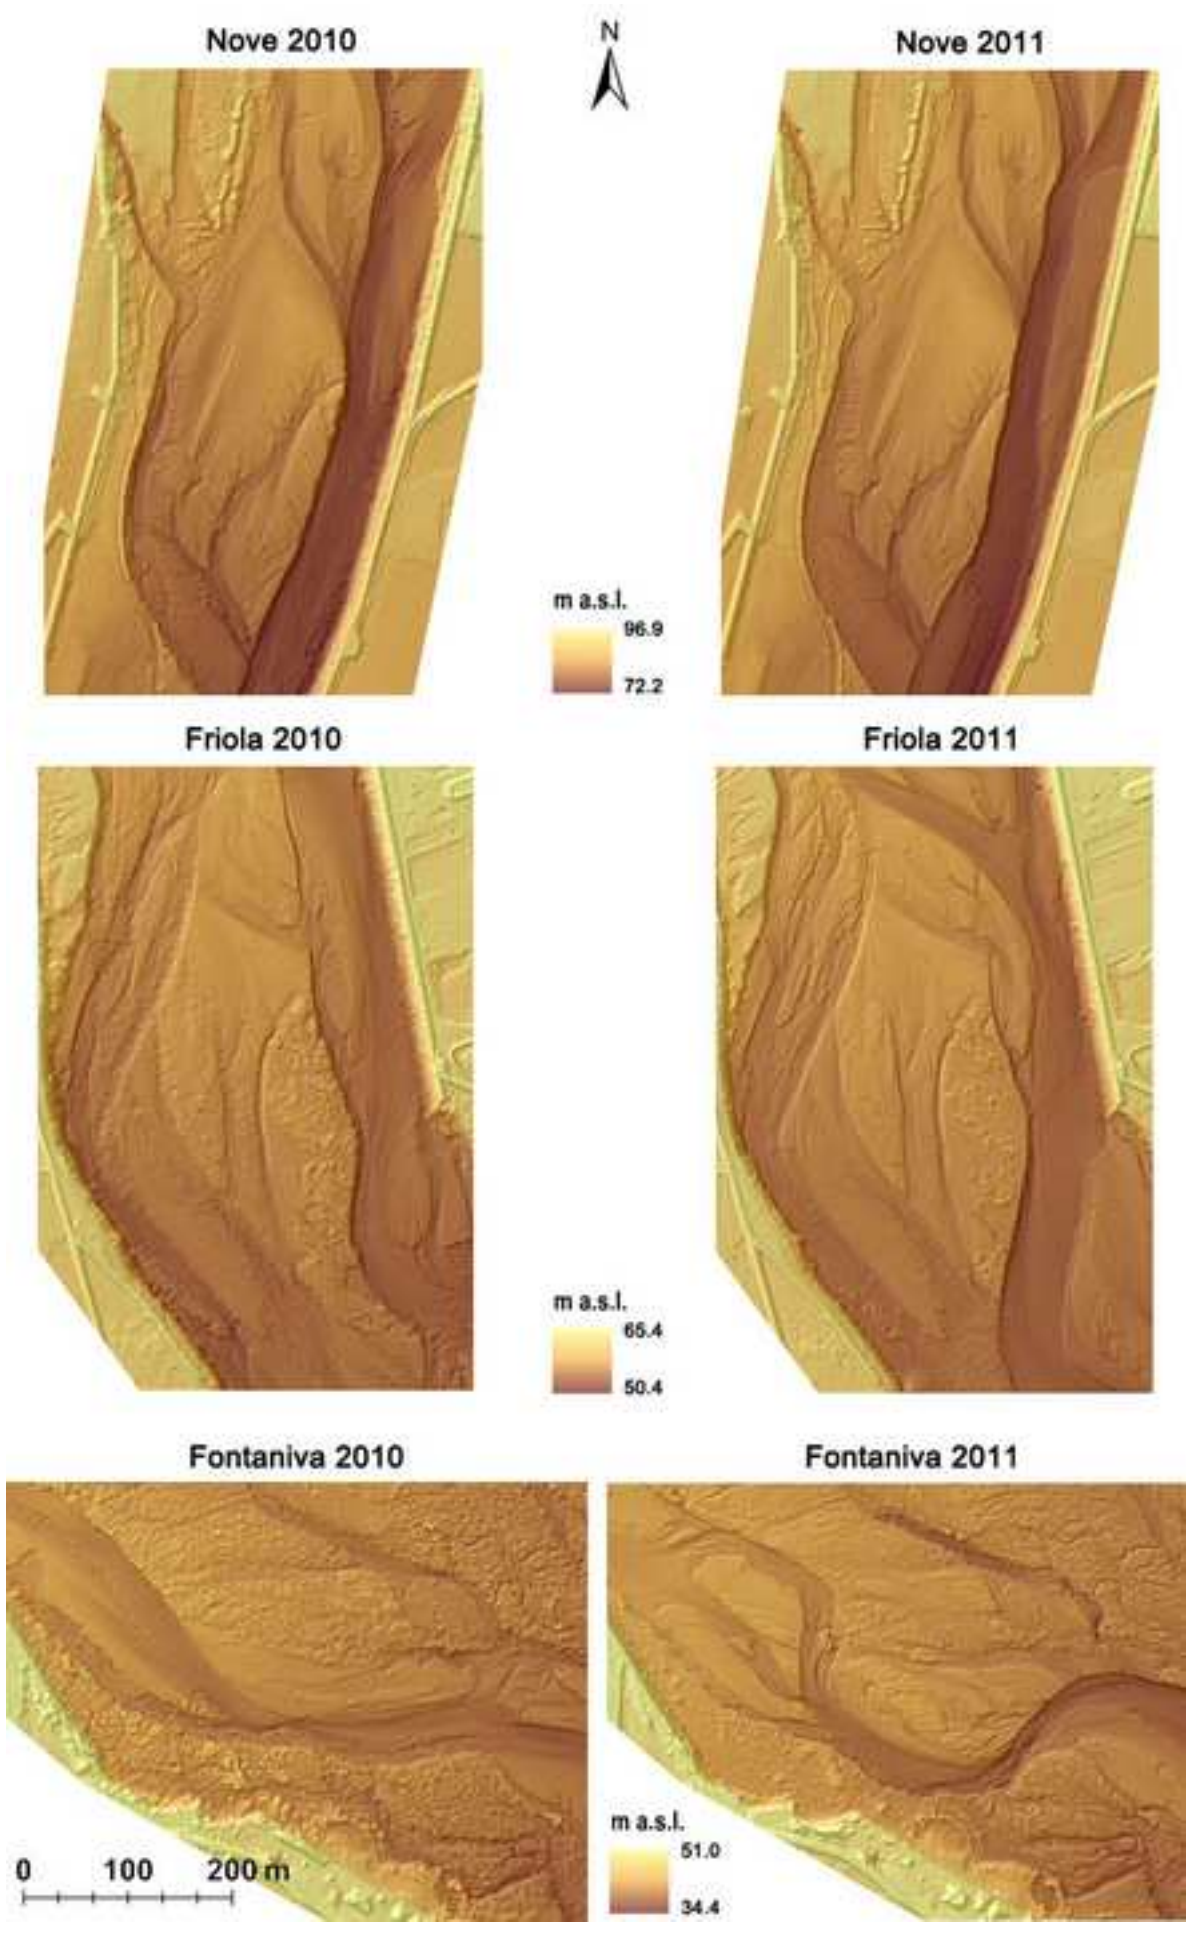 Nove 2010
N
Nove 2011
m a.s.l.
96.9
72.2
Friola 2010
Friola 2011
m a.s.l.
65.4
50.4
Fontaniva 2010
Fontaniva 2011
m a.s.l.
51.0
34.4
0 100 200 m